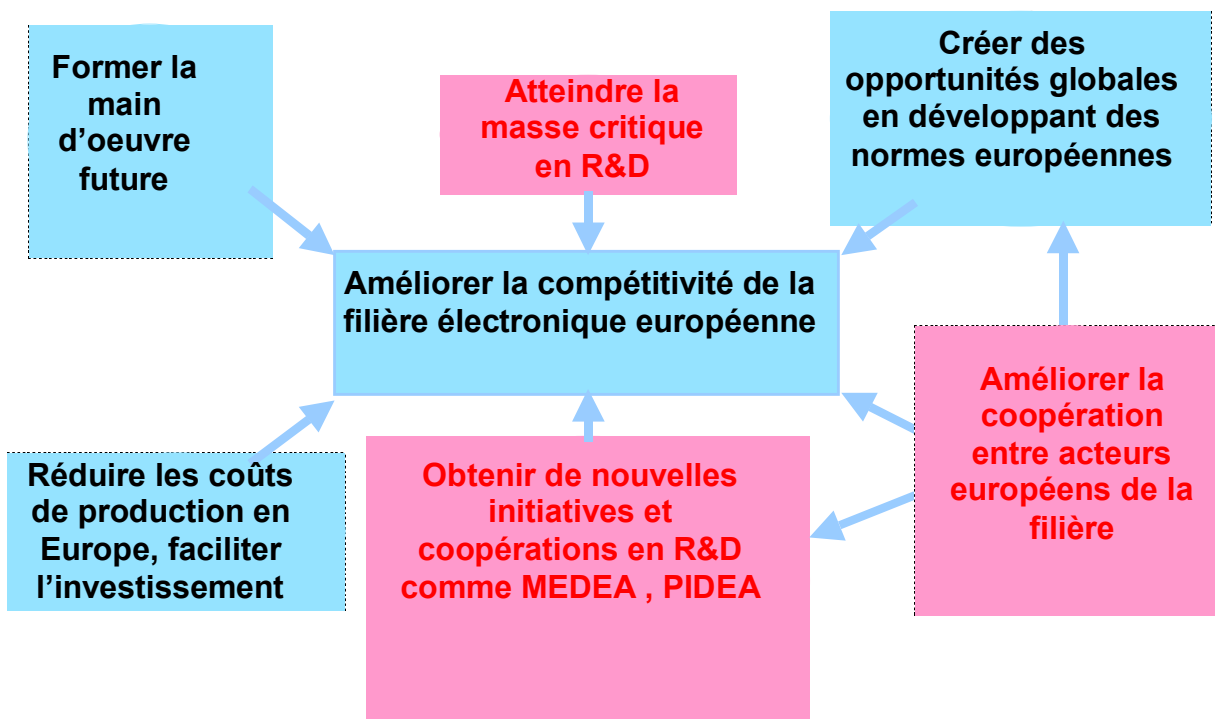 Former la
main
d’oeuvre
future
Atteindre la
masse critique
en R&D
Créer des
opportunités globales
en développant des
normes européennes
Améliorer la compétitivité de la
filière électronique européenne
Réduire les coûts
de production en
Europe, faciliter
l’investissement
Obtenir de nouvelles
initiatives et
coopérations en R&D
comme MEDEA , PIDEA
Améliorer la
coopération
entre acteurs
européens de la
filière